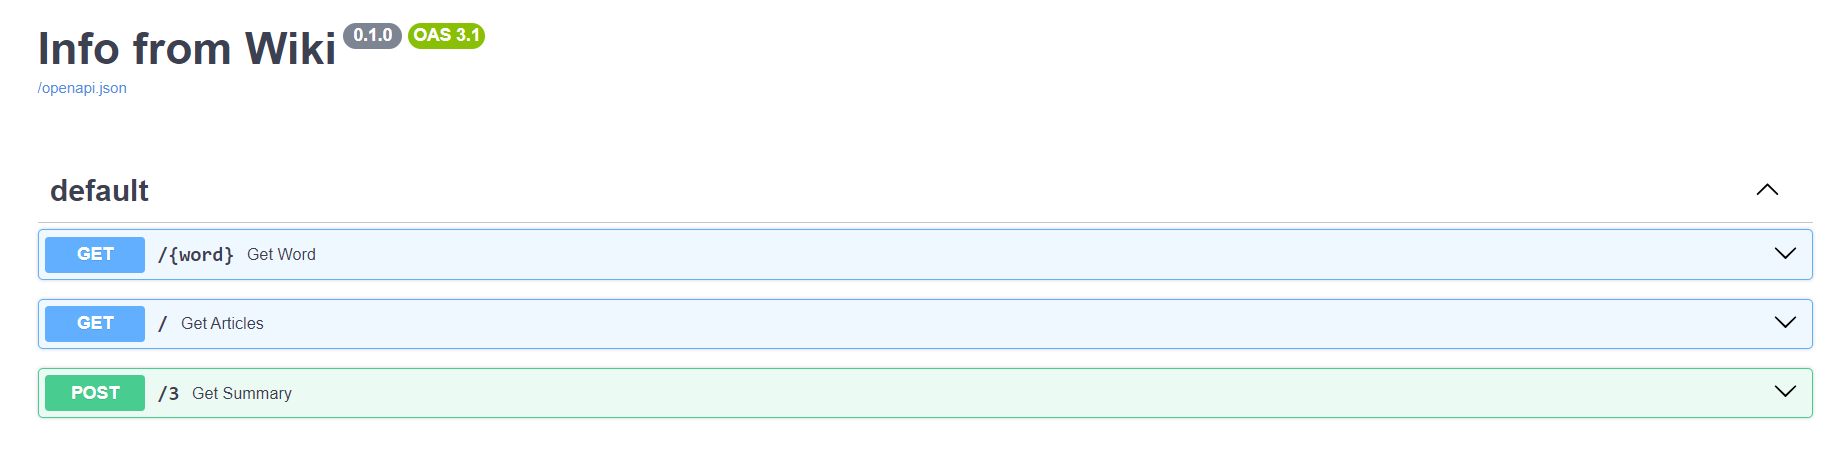 Info from Wiki 0.1.0 OAS 3.1
/openapi.json
default
GET /{word} Get Word
GET / Get Articles
POST /3 Get Summary